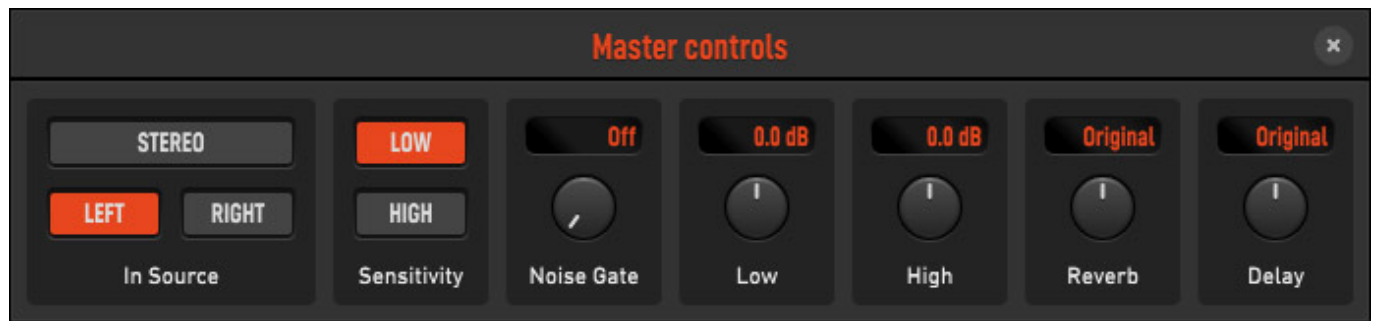 Master controls
STEREO
LEFT RIGHT
In Source
LOW
HIGH
Sensitivity
Off
Noise Gate
0.0 dB
Low
0.0 dB
High
Original
Reverb
Original
Delay